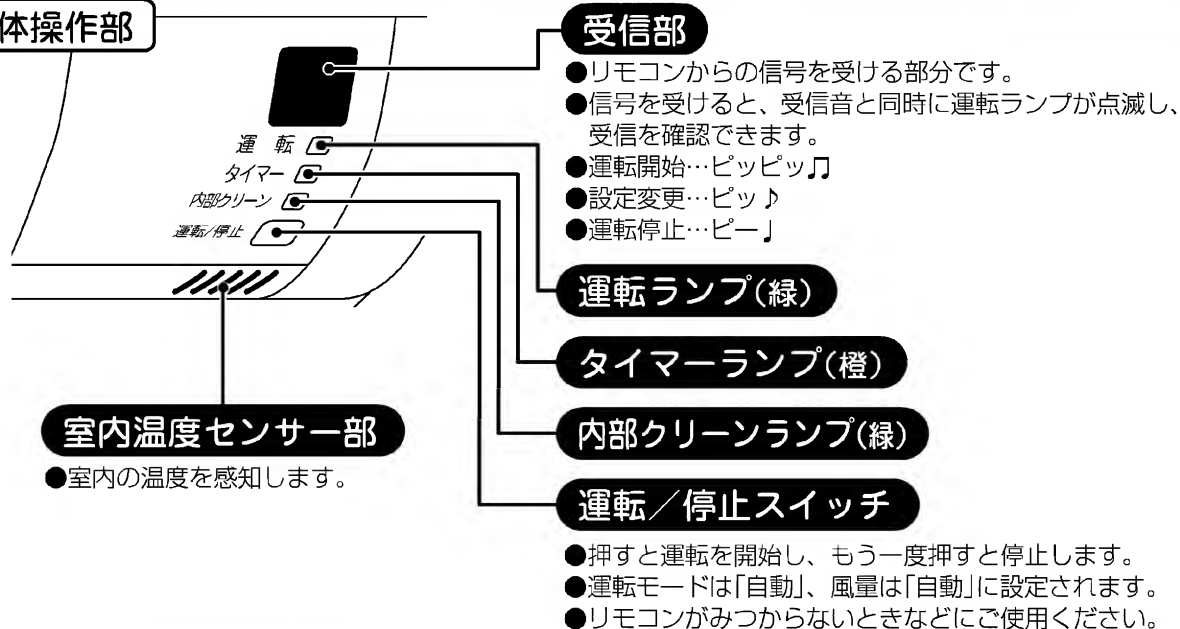 体操作部
受信部
●リモコンからの信号を受ける部分です。
●信号を受けると、受信音と同時に運転ランプが点滅し、
受信を確認できます。
●運転開始…ピッピッ♫
●設定変更…ピッ♪
●運転停止…ピー♩
運 転
タイマー
内部クリーン
運転/停止
運転ランプ(緑)
タイマーランプ(橙)
内部クリーンランプ(緑)
運転／停止スイッチ
●押すと運転を開始し、もう一度押すと停止します。
●運転モードは「自動」、風量は「自動」に設定されます。
●リモコンがみつからないときなどにご使用ください。
室内温度センサー部
●室内の温度を感知します。